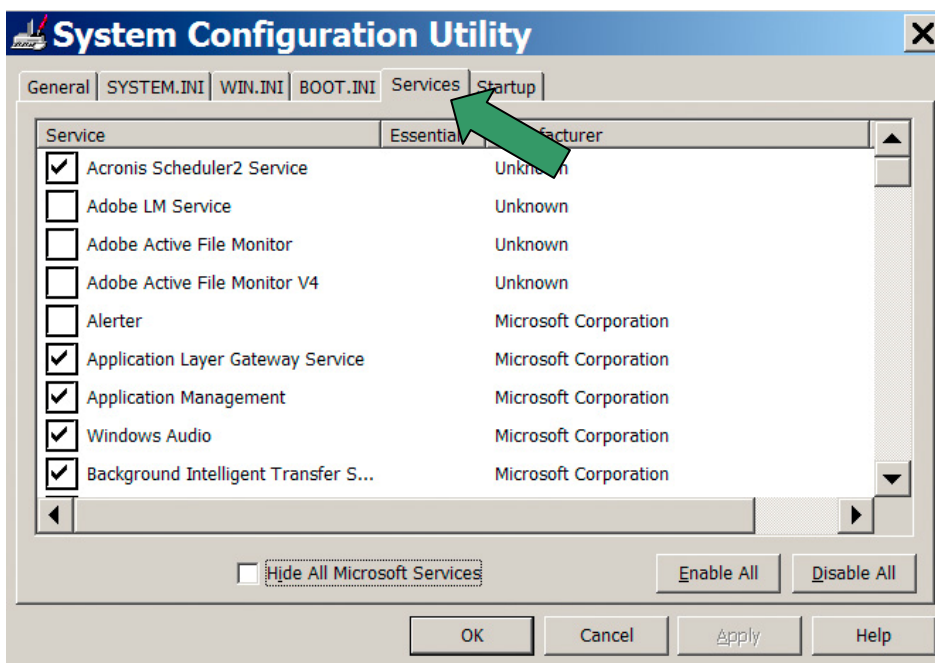 System Configuration Utility
General SYSTEM.INI WIN.INI BOOT.INI Services Startup
Service Essential
Acronis Scheduler2 Service
Adobe LM Service Unknown
Adobe Active File Monitor Unknown
Adobe Active File Monitor V4 Unknown
Alerter Microsoft Corporation
Application Layer Gateway Service Microsoft Corporation
Application Management Microsoft Corporation
Windows Audio Microsoft Corporation
Background Intelligent Transfer S... Microsoft Corporation
Hide All Microsoft Services Enable All Disable All
OK Cancel Apply Help